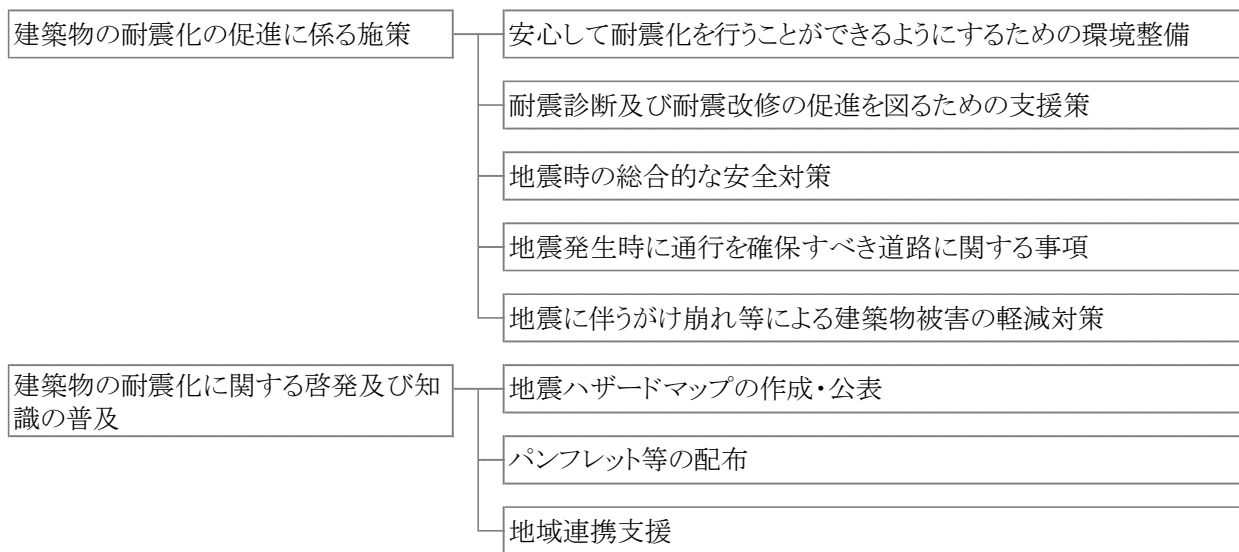 建築物の耐震化の促進に係る施策
安心して耐震化を行うことができるようにするための環境整備
耐震診断及び耐震改修の促進を図るための支援策
地震時の総合的な安全対策
地震発生時に通行を確保すべき道路に関する事項
地震に伴うがけ崩れ等による建築物被害の軽減対策
建築物の耐震化に関する啓発及び知
識の普及
地震ハザードマップの作成・公表
パンフレット等の配布
地域連携支援